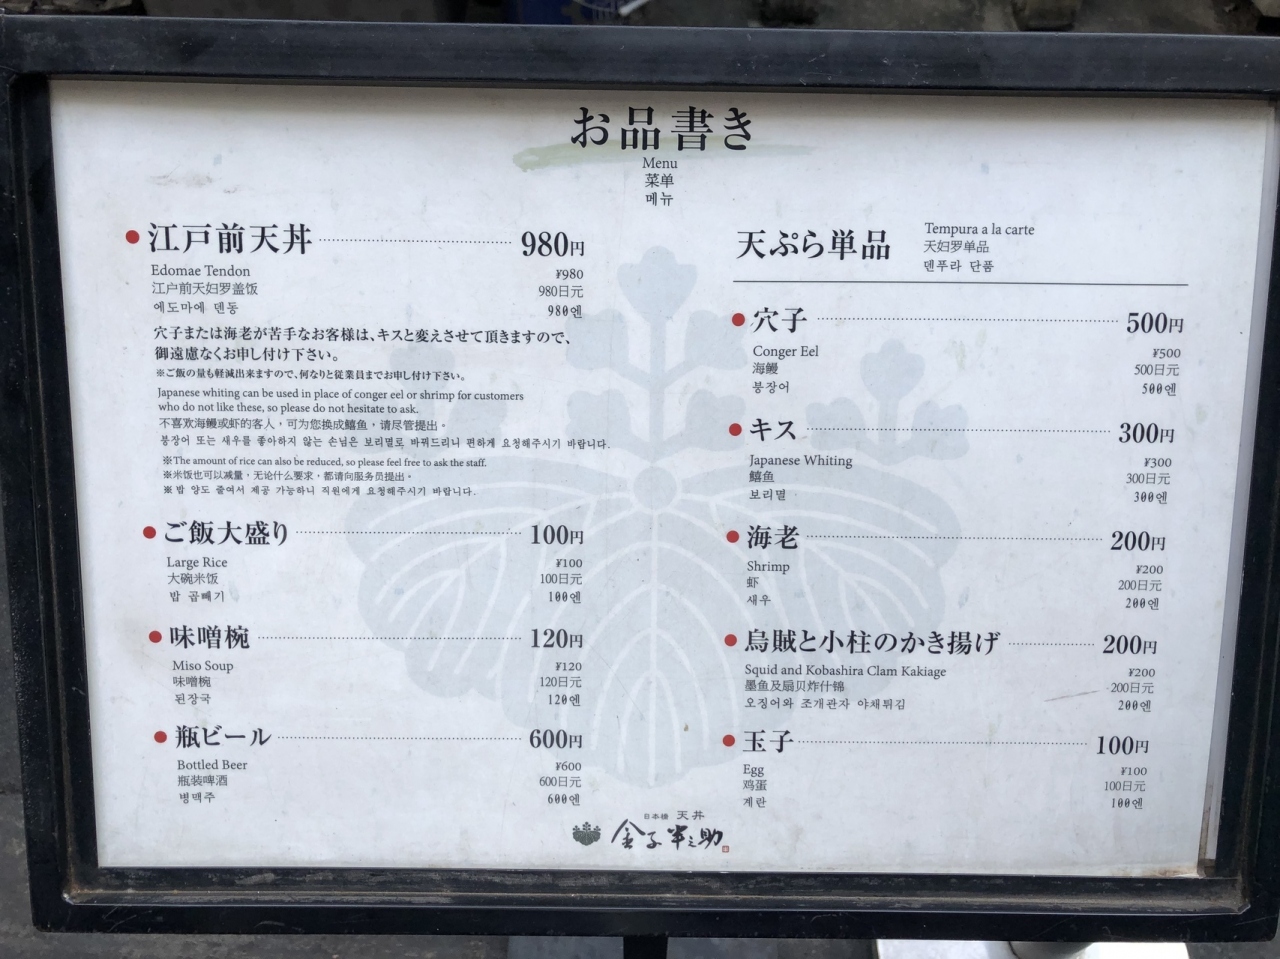 お品書き
Menu
菜单
메뉴
●江戸前天丼 980円
Edomae Tendon ¥980
江户前天妇罗盖饭 980日元
에도마에 덴동 980엔
穴子または海老が苦手なお客様は、キスと変えさせて頂きますので、
御遠慮なくお申し付け下さい。
※ご飯の量も軽減出来ますので、何なりと従業員までお申し付け下さい。
Japanese whiting can be used in place of conger eel or shrimp for customers
who do not like these, so please do not hesitate to ask.
不喜欢海鳗或虾的客人，可为您换成鱚鱼，请尽管提出。
붕장어 또는 새우를 좋아하지 않는 손님은 보리멸로 바꿔드리니 편하게 요청해주시기 바랍니다.
※The amount of rice can also be reduced, so please feel free to ask the staff.
※米饭也可以减量，无论什么要求，都请向服务员提出。
※ 밥 양도 줄여서 제공 가능하니 직원에게 요청해주시기 바랍니다.
●ご飯大盛り 100円
Large Rice ¥100
大碗米饭 100日元
밥 곱빼기 100엔
●味噌椀 120円
Miso Soup ¥120
味噌椀 120日元
된장국 120엔
●瓶ビール 600円
Bottled Beer ¥600
瓶装啤酒 600日元
병맥주 600엔
天ぷら単品
Tempura a la carte
天妇罗单品
덴푸라 단품
●穴子 500円
Conger Eel ¥500
海鳗 500日元
붕장어 500엔
●キス 300円
Japanese Whiting ¥300
鱚鱼 300日元
보리멸 300엔
●海老 200円
Shrimp ¥200
虾 200日元
새우 200엔
●烏賊と小柱のかき揚げ 200円
Squid and Kobashira Clam Kakiage ¥200
墨鱼及扇贝炸什锦 200日元
오징어와 조개관자 야채튀김 200엔
●玉子 100円
Egg ¥100
鸡蛋 100日元
계란 100엔
日本橋 天丼
金子半之助